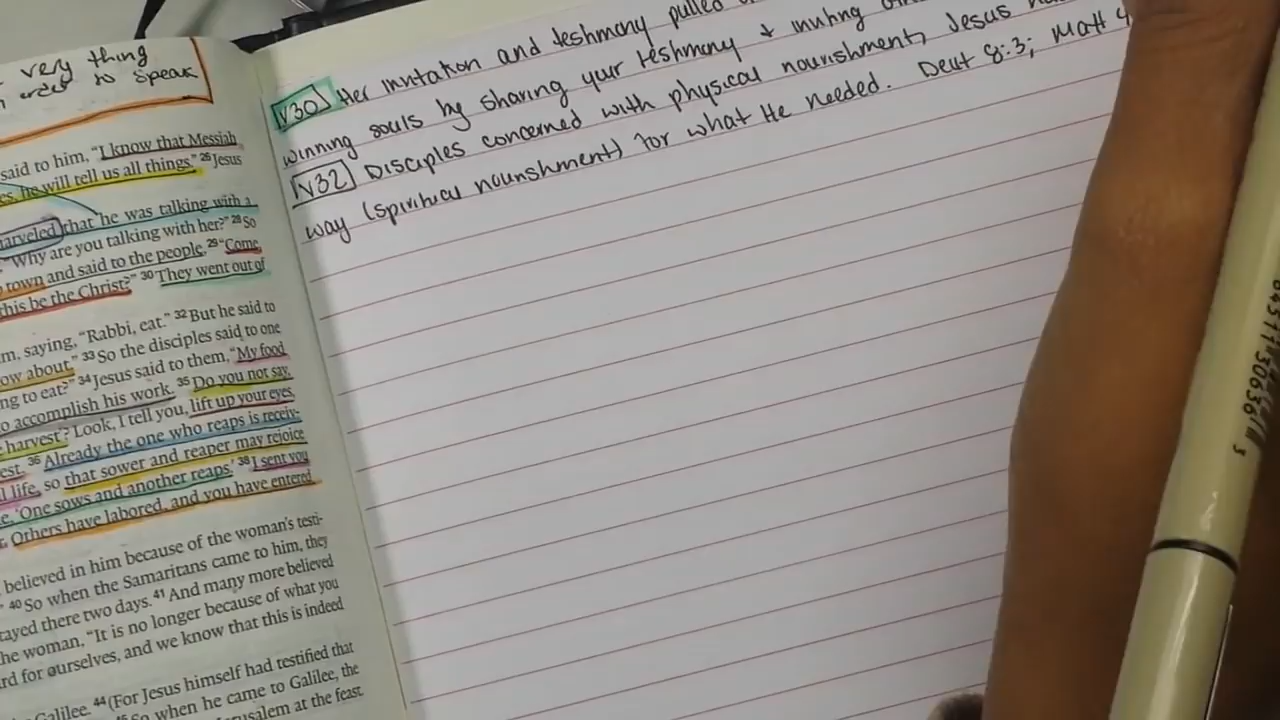 very thing
to speak
said to him, "I know that Messiah
he will tell us all things." 26 Jesus
that he was talking with a
"Why are you talking with her?" 28 So
town and said to the people, 29 "Come,
this be the Christ?" 30 They went out of
saying, "Rabbi, eat." 32 But he said to
about." 33 So the disciples said to one
to eat?" 34 Jesus said to them, "My food
accomplish his work. 35 Do you not say,
harvest'? Look, I tell you, lift up your eyes,
36 Already the one who reaps is receiv-
life, so that sower and reaper may rejoice
'One sows and another reaps.' 38 I sent you
Others have labored, and you have entered
believed in him because of the woman's testi-
40 So when the Samaritans came to him, they
two days. 41 And many more believed
woman, "It is no longer because of what you
for ourselves, and we know that this is indeed
Galilee. 44 (For Jesus himself had testified that
when he came to Galilee, the
at the feast.
[v30] Her invitation and testimony pulled
winning souls by sharing your testimony + inviting
[v32] Disciples concerned with physical nourishment, Jesus
way (spiritual nourishment) for what He needed. Deut 8:3; Matt 4